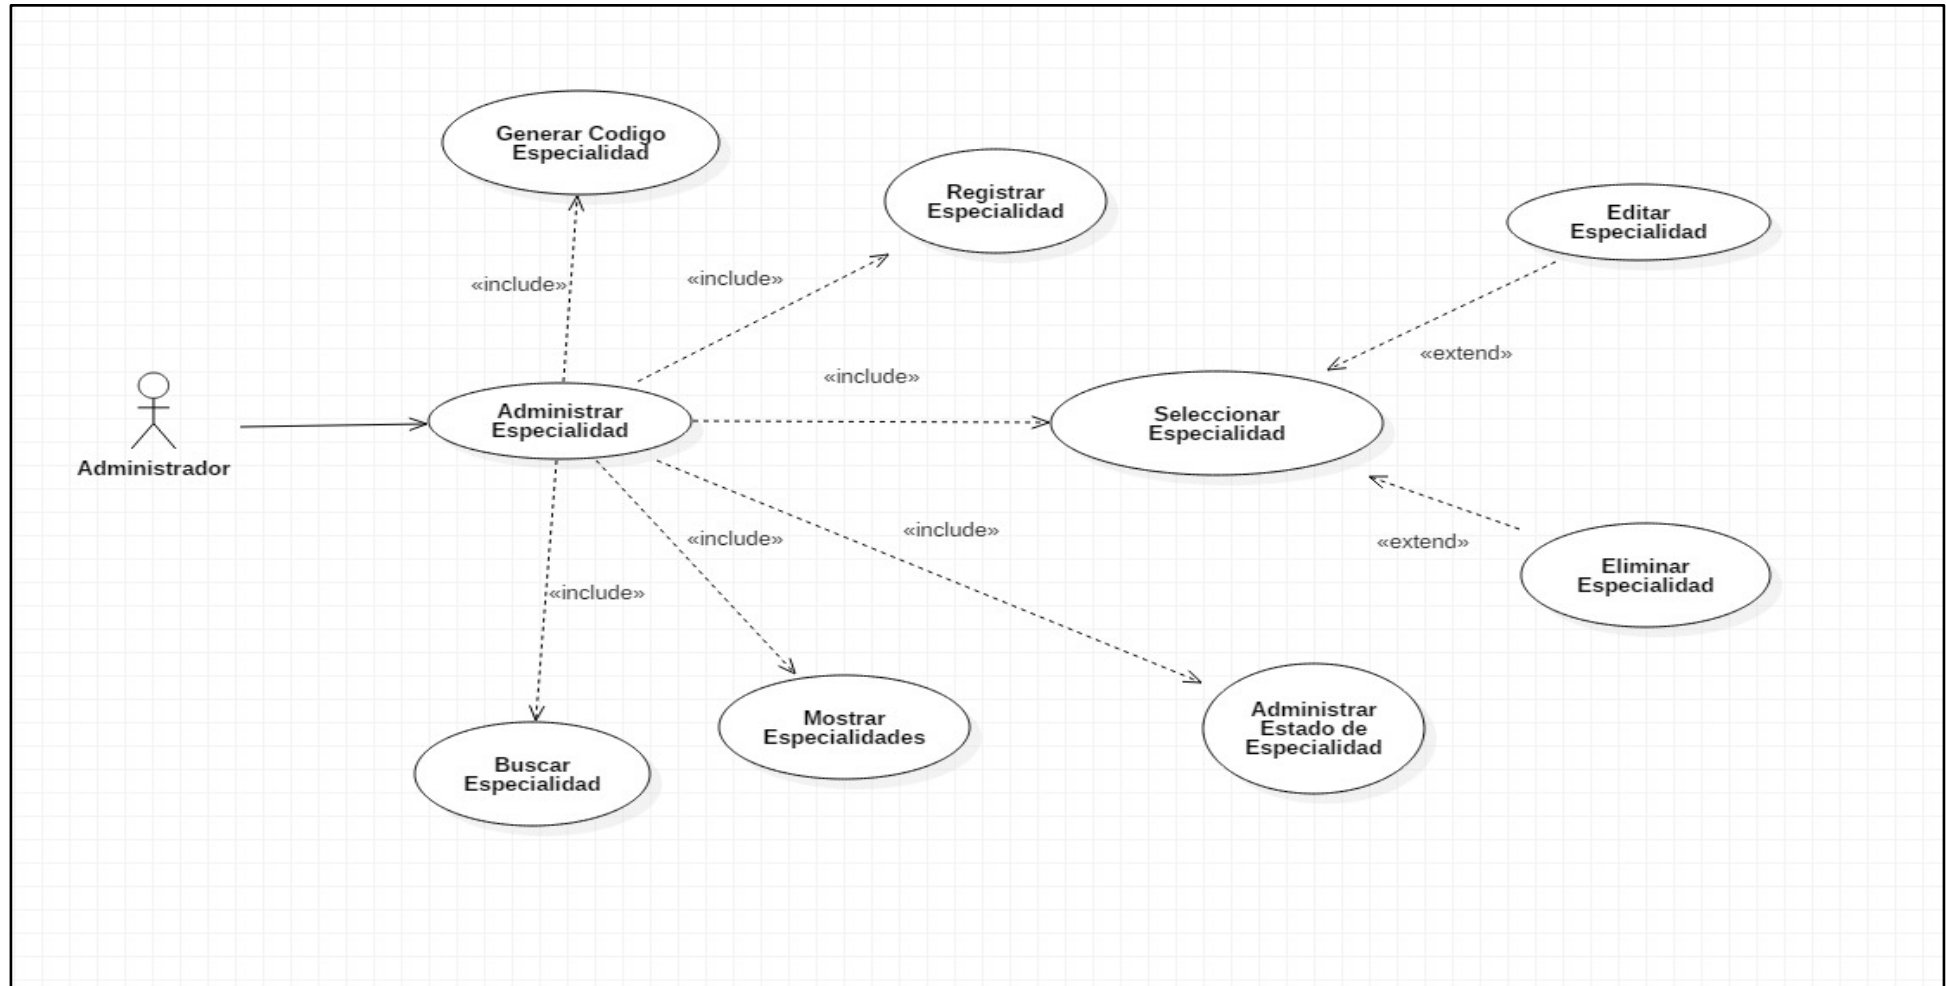 Generar Codigo
Especialidad
Registrar
Especialidad
Editar
Especialidad
«include»
«include»
«extend»
«include»
Administrar
Especialidad
Seleccionar
Especialidad
Administrador
«include»
«include»
«extend»
Eliminar
Especialidad
«include»
Mostrar
Especialidades
Administrar
Estado de
Especialidad
Buscar
Especialidad